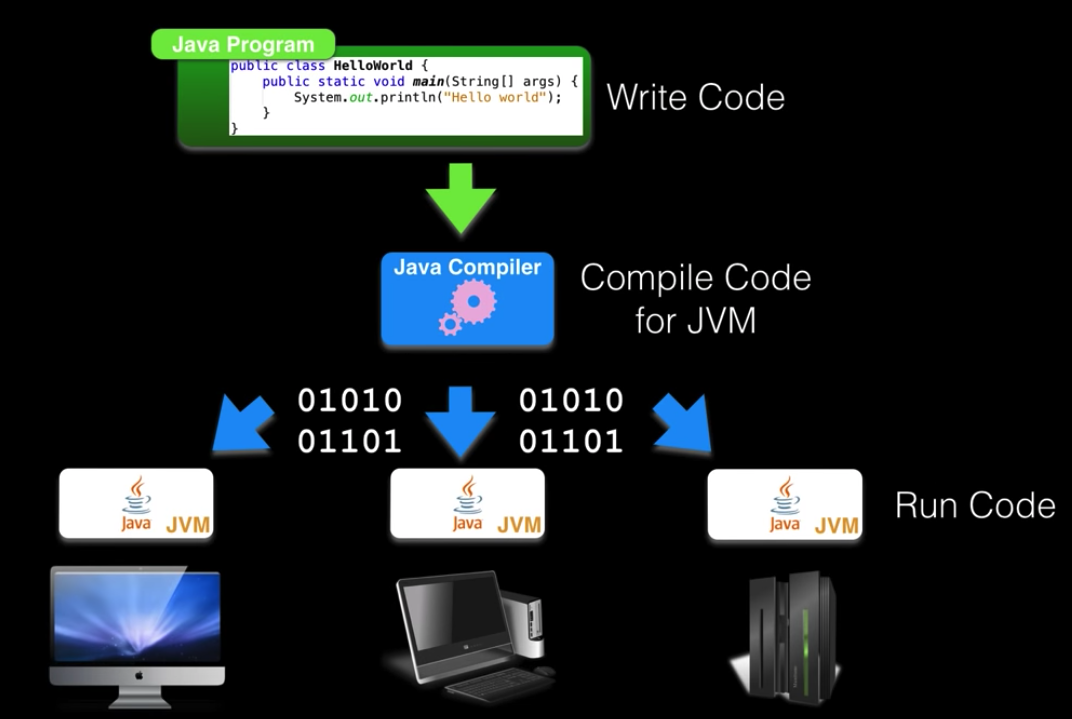 Java Program
public class HelloWorld {
public static void main(String[] args) {
System.out.println("Hello world");
}
}
Write Code
Java Compiler
Compile Code
for JVM
01010
01101
01010
01101
Java JVM
Java JVM
Java JVM
Run Code